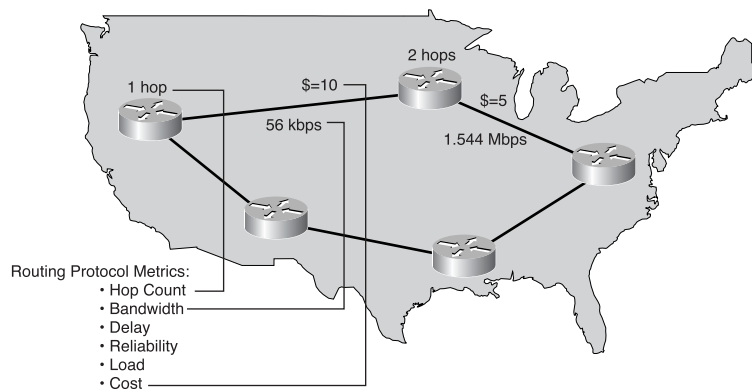 2 hops
1 hop
$=10
$=5
56 kbps
1.544 Mbps
Routing Protocol Metrics:
• Hop Count
• Bandwidth
• Delay
• Reliability
• Load
• Cost